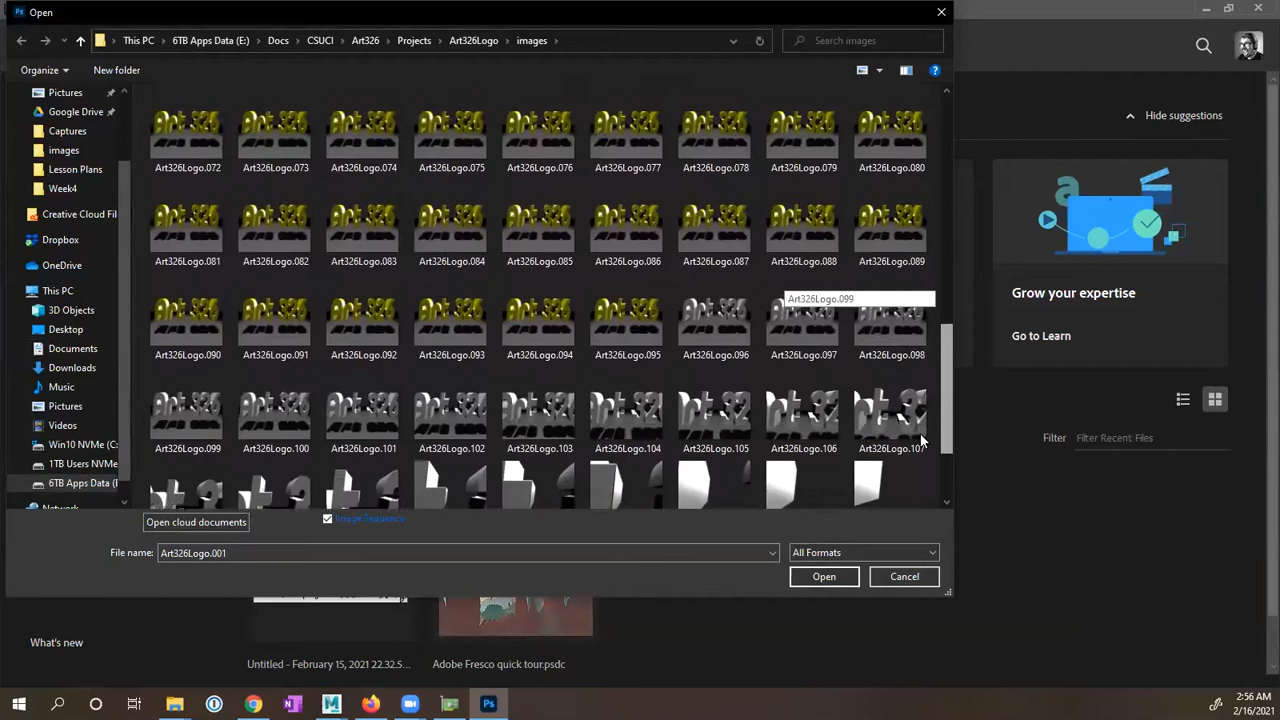 Ps Open
This PC > 6TB Apps Data (E:) > Docs > CSUCI > Art326 > Projects > Art326Logo > images >
Search images
Organize
New folder
Hide suggestions
Pictures
Google Drive
Captures
images
Lesson Plans
Week4
Creative Cloud Fil
Dropbox
OneDrive
This PC
3D Objects
Desktop
Documents
Downloads
Music
Pictures
Videos
Win10 NVMe (C:
1TB Users NVMe
6TB Apps Data (
Network
Art326Logo.072 Art326Logo.073 Art326Logo.074 Art326Logo.075 Art326Logo.076 Art326Logo.077 Art326Logo.078 Art326Logo.079 Art326Logo.080
Art326Logo.081 Art326Logo.082 Art326Logo.083 Art326Logo.084 Art326Logo.085 Art326Logo.086 Art326Logo.087 Art326Logo.088 Art326Logo.089
Art326Logo.099
Art326Logo.090 Art326Logo.091 Art326Logo.092 Art326Logo.093 Art326Logo.094 Art326Logo.095 Art326Logo.096 Art326Logo.097 Art326Logo.098
Art326Logo.099 Art326Logo.100 Art326Logo.101 Art326Logo.102 Art326Logo.103 Art326Logo.104 Art326Logo.105 Art326Logo.106 Art326Logo.107
Grow your expertise
Go to Learn
Filter Filter Recent Files
Open cloud documents
Image Sequence
File name: Art326Logo.001
All Formats
Open
Cancel
What's new
Untitled - February 15, 2021 22.32.5...
Adobe Fresco quick tour.psdc
Ps
2:56 AM
2/16/2021